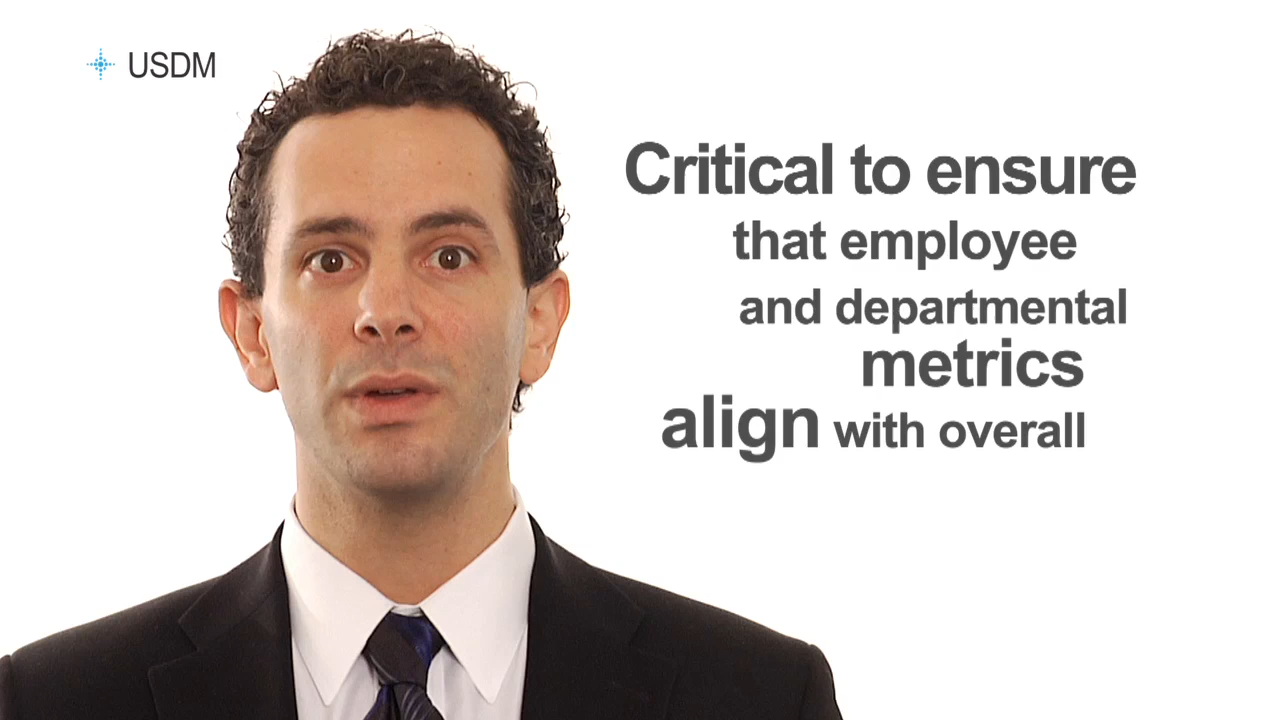 USDM
Critical to ensure
that employee
and departmental
metrics
align with overall